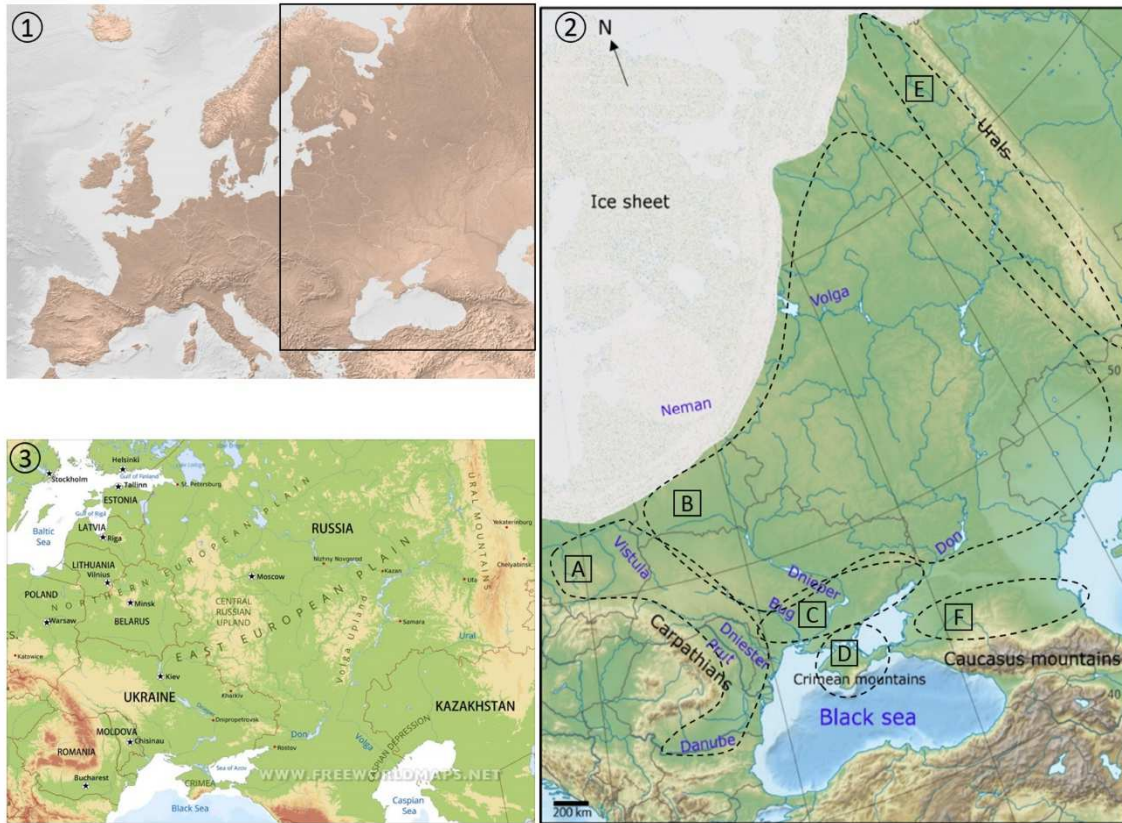 1
2
N
E
Urals
Ice sheet
Volga
50
Neman
B
Don
A
Vistula
Dnieper
Bug
C
F
Dniester
Prut
Carpathians
D
Caucasus mountains
Crimean mountains
40
Black sea
Danube
200 km
3
Helsinki
Gulf of Finland
Stockholm
Tallinn
St. Petersburg
ESTONIA
Gulf of Riga
Baltic
Sea
LATVIA
Riga
RUSSIA
URAL MOUNTAINS
Yekaterinburg
Chelyabinsk
LITHUANIA
Vilnius
Nizhny Novgorod
Kazan
Ufa
Moscow
NORTHERN EUROPEAN PLAIN
POLAND
Minsk
CENTRAL
RUSSIAN
UPLAND
EAST EUROPEAN PLAIN
Volga Upland
Samara
Warsaw
BELARUS
Ural
Katowice
Kiev
UKRAINE
Kharkiv
KAZAKHSTAN
Dnipropetrovsk
Don
Volga
MOLDOVA
Chisinau
Rostov
CASPIAN DEPRESSION
ROMANIA
Sea of Azov
WWW.FREEWORLDMAPS.NET
Bucharest
CRIMEA
Black Sea
Caspian
Sea